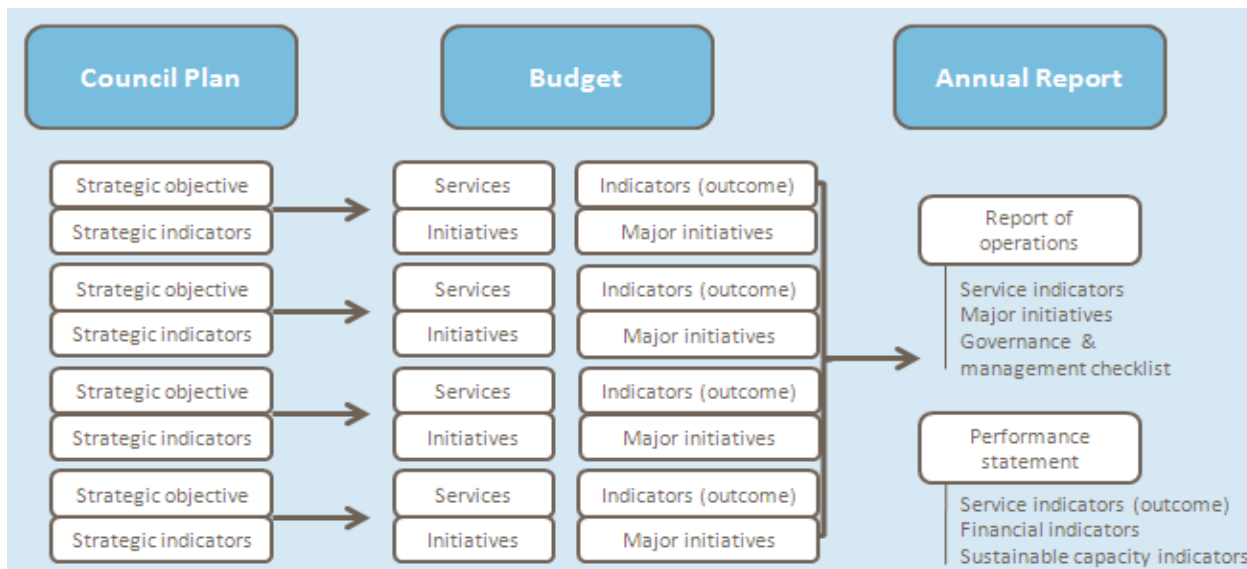 Council Plan
Budget
Annual Report
Strategic objective
Strategic indicators
Services
Indicators (outcome)
Initiatives
Major initiatives
Strategic objective
Strategic indicators
Services
Indicators (outcome)
Initiatives
Major initiatives
Strategic objective
Strategic indicators
Services
Indicators (outcome)
Initiatives
Major initiatives
Strategic objective
Strategic indicators
Services
Indicators (outcome)
Initiatives
Major initiatives
Report of
operations
Service indicators
Major initiatives
Governance &
management checklist
Performance
statement
Service indicators (outcome)
Financial indicators
Sustainable capacity indicators